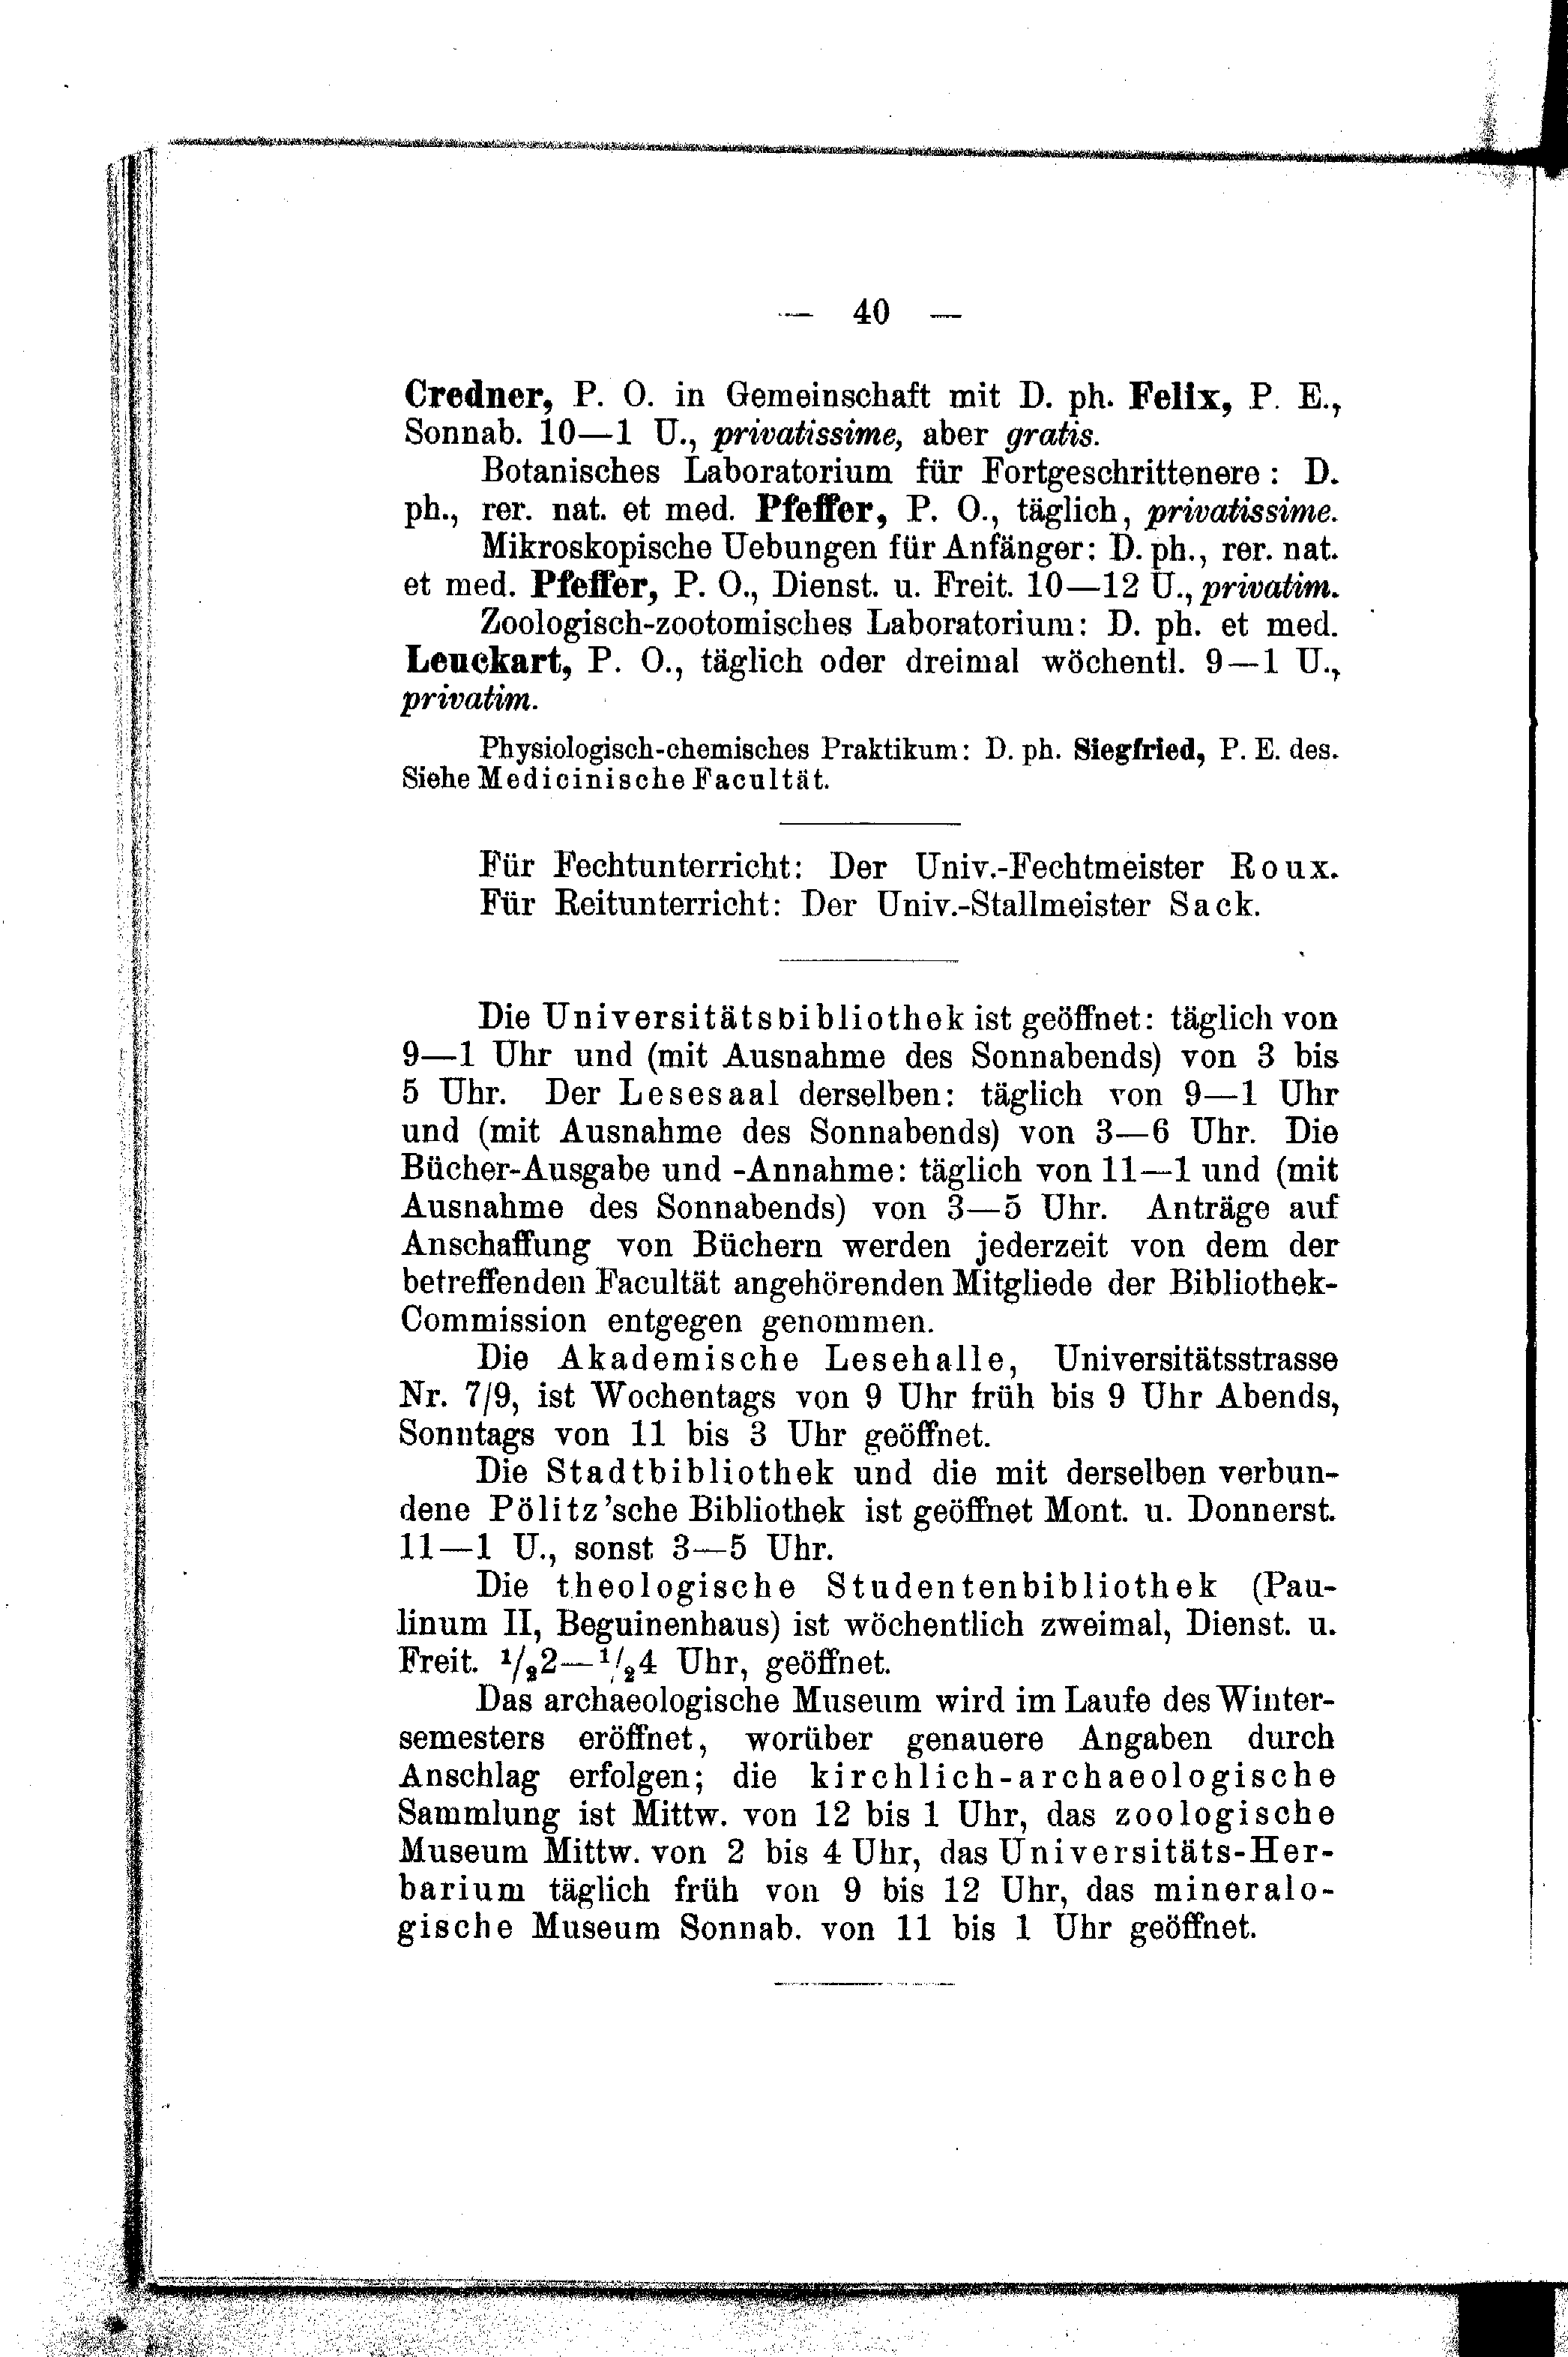 — 40 —
Credner, P. O. in Gemeinschaft mit D. ph. Felix, P. E.,
Sonnab. 10—1 U., privatissime, aber gratis.
Botanisches Laboratorium für Fortgeschrittenere: D.
ph., rer. nat. et med. Pfeffer, P. O., täglich, privatissime.
Mikroskopische Uebungen für Anfänger: D. ph., rer. nat.
et med. Pfeffer, P. O., Dienst. u. Freit. 10—12 U., privatim.
Zoologisch-zootomisches Laboratorium: D. ph. et med.
Leuckart, P. O., täglich oder dreimal wöchentl. 9—1 U.,
privatim.
Physiologisch-chemisches Praktikum: D. ph. Siegfried, P. E. des.
Siehe Medicinische Facultät.
Für Fechtunterricht: Der Univ.-Fechtmeister Roux.
Für Reitunterricht: Der Univ.-Stallmeister Sack.
Die Universitätsbibliothek ist geöffnet: täglich von
9—1 Uhr und (mit Ausnahme des Sonnabends) von 3 bis
5 Uhr. Der Lesesaal derselben: täglich von 9—1 Uhr
und (mit Ausnahme des Sonnabends) von 3—6 Uhr. Die
Bücher-Ausgabe und -Annahme: täglich von 11—1 und (mit
Ausnahme des Sonnabends) von 3—5 Uhr. Anträge auf
Anschaffung von Büchern werden jederzeit von dem der
betreffenden Facultät angehörenden Mitgliede der Bibliothek-
Commission entgegen genommen.
Die Akademische Lesehalle, Universitätsstrasse
Nr. 7/9, ist Wochentags von 9 Uhr früh bis 9 Uhr Abends,
Sonntags von 11 bis 3 Uhr geöffnet.
Die Stadtbibliothek und die mit derselben verbun-
dene Pölitz'sche Bibliothek ist geöffnet Mont. u. Donnerst.
11—1 U., sonst 3—5 Uhr.
Die theologische Studentenbibliothek (Pau-
linum II, Beguinenhaus) ist wöchentlich zweimal, Dienst. u.
Freit. 1/22—1/24 Uhr, geöffnet.
Das archaeologische Museum wird im Laufe des Winter-
semesters eröffnet, worüber genauere Angaben durch
Anschlag erfolgen; die kirchlich-archaeologische
Sammlung ist Mittw. von 12 bis 1 Uhr, das zoologische
Museum Mittw. von 2 bis 4 Uhr, das Universitäts-Her-
barium täglich früh von 9 bis 12 Uhr, das mineralo-
gische Museum Sonnab. von 11 bis 1 Uhr geöffnet.